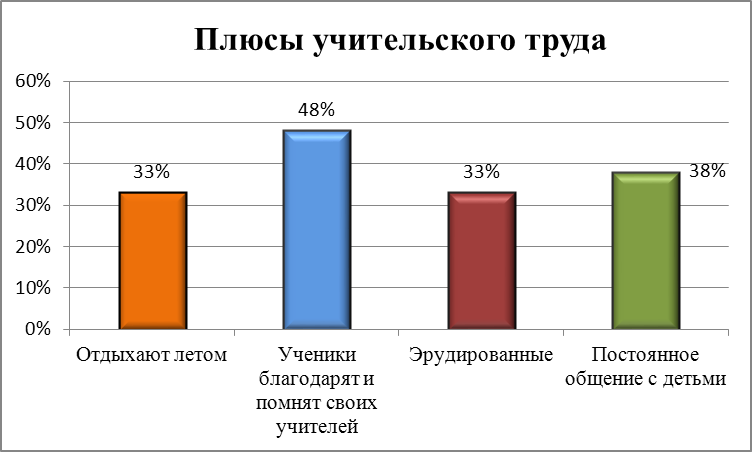 Плюсы учительского труда
60%
50%
40%
30%
20%
10%
0%
33%
48%
33%
38%
Отдыхают летом
Ученики
благодарят и
помнят своих
учителей
Эрудированные
Постоянное
общение с детьми